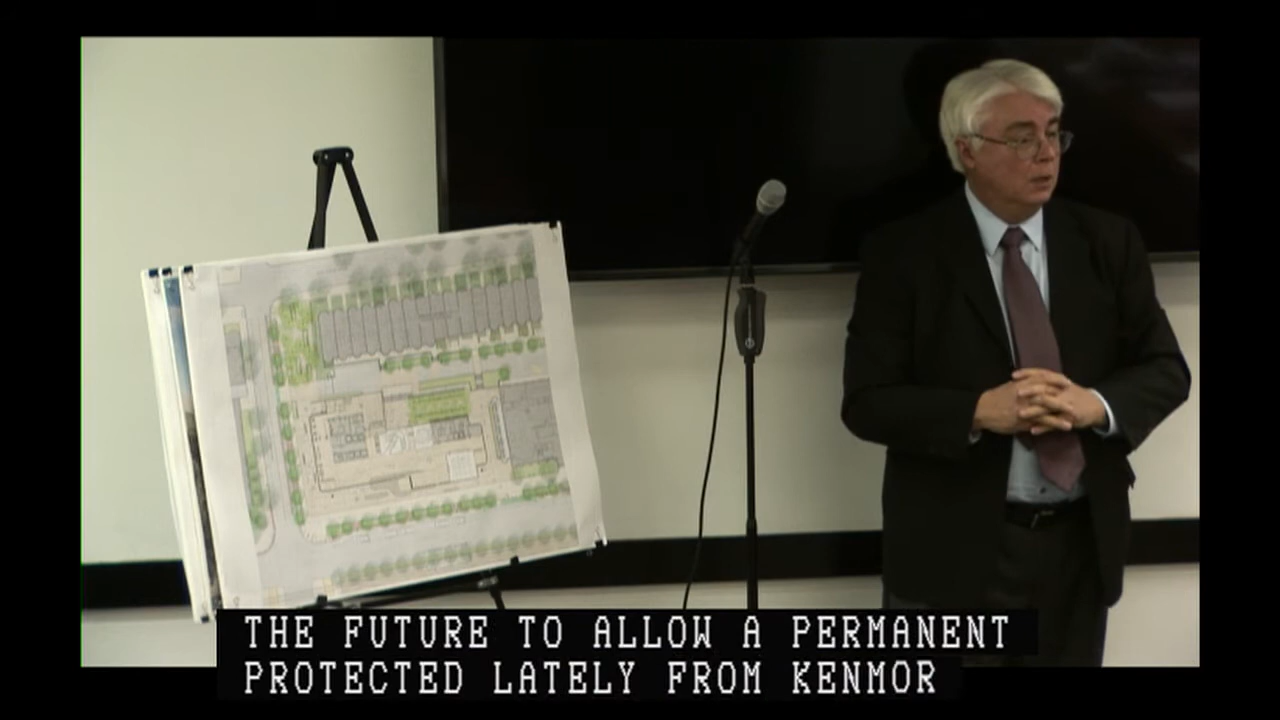 THE FUTURE TO ALLOW A PERMANENT
PROTECTED LATELY FROM KENMOR